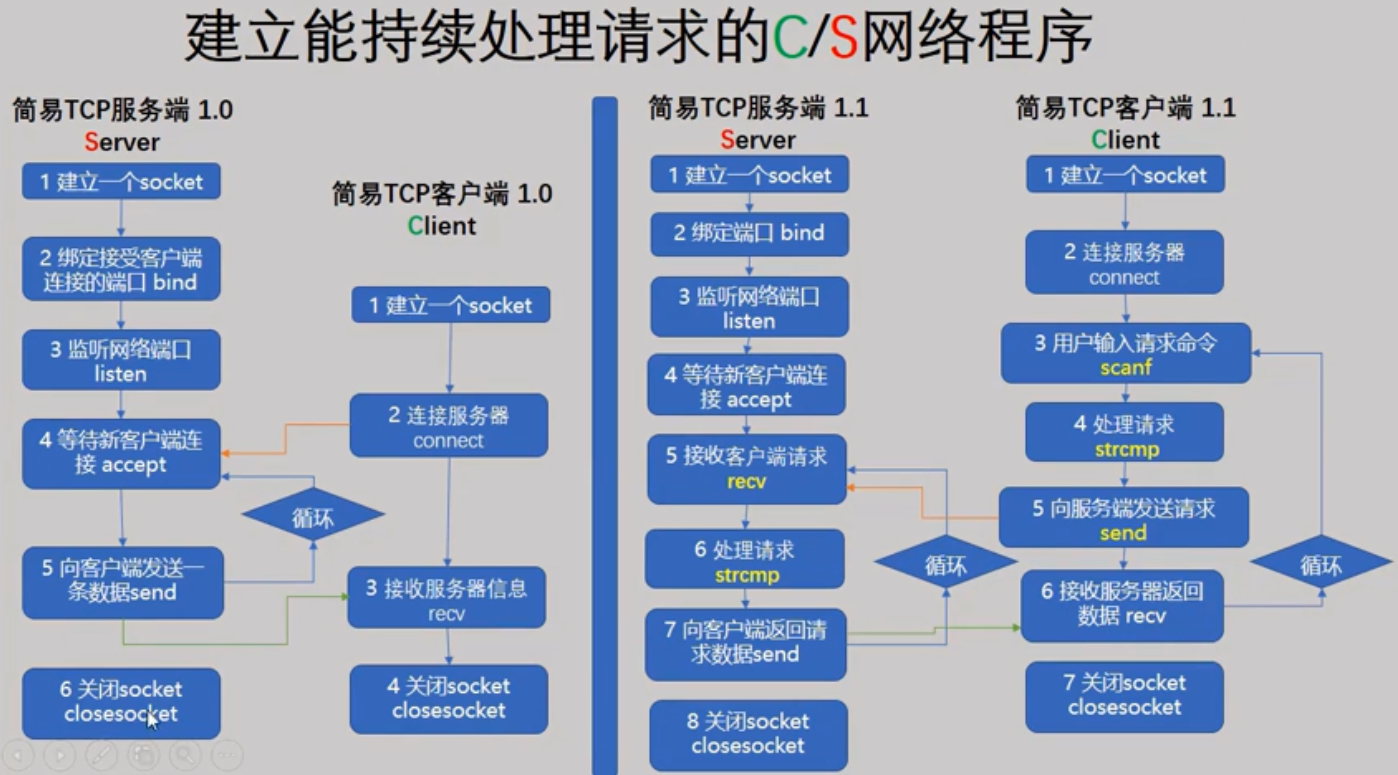 建立能持续处理请求的C/S网络程序
简易TCP服务端 1.0
Server
1 建立一个socket
2 绑定接受客户端
连接的端口 bind
3 监听网络端口
listen
4 等待新客户端连
接 accept
循环
5 向客户端发送一
条数据send
6 关闭socket
closesocket
简易TCP客户端 1.0
Client
1 建立一个socket
2 连接服务器
connect
3 接收服务器信息
recv
4 关闭socket
closesocket
简易TCP服务端 1.1
Server
1 建立一个socket
2 绑定端口 bind
3 监听网络端口
listen
4 等待新客户端连
接 accept
5 接收客户端请求
recv
6 处理请求
strcmp
循环
7 向客户端返回请
求数据send
8 关闭socket
closesocket
简易TCP客户端 1.1
Client
1 建立一个socket
2 连接服务器
connect
3 用户输入请求命令
scanf
4 处理请求
strcmp
5 向服务端发送请求
send
循环
6 接收服务器返回
数据 recv
7 关闭socket
closesocket